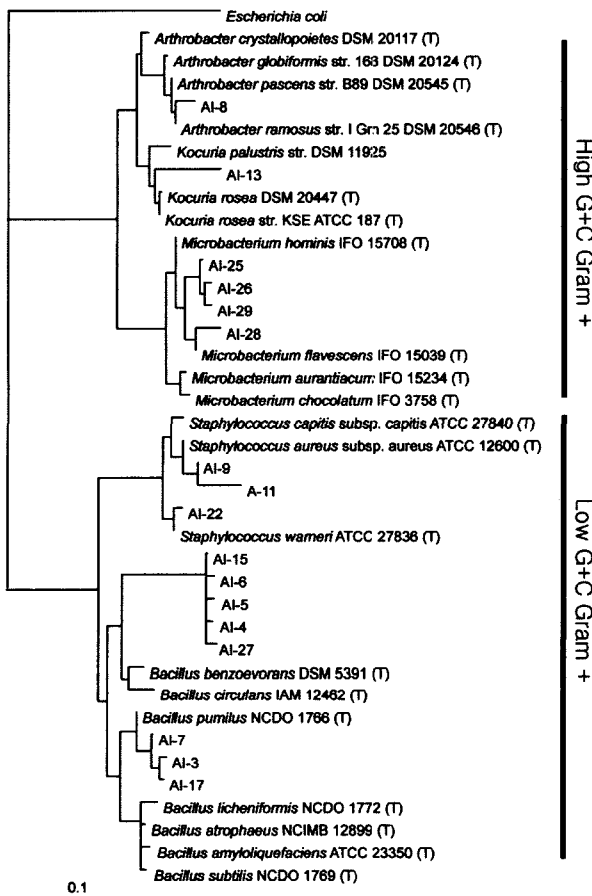 Escherichia coli
Arthrobacter crystallopoietes DSM 20117 (T)
Arthrobacter globiformis str. 168 DSM 20124 (T)
Arthrobacter pascens str. B89 DSM 20545 (T)
AI-8
Arthrobacter ramosus str. I Grn 25 DSM 20546 (T)
Kocuria palustris str. DSM 11925
AI-13
Kocuria rosea DSM 20447 (T)
Kocuria rosea str. KSE ATCC 187 (T)
Microbacterium hominis IFO 15708 (T)
AI-25
AI-26
AI-29
AI-28
Microbacterium flavescens IFO 15039 (T)
Microbacterium aurantiacum IFO 15234 (T)
Microbacterium chocolatum IFO 3758 (T)
High G+C Gram +
Staphylococcus capitis subsp. capitis ATCC 27840 (T)
Staphylococcus aureus subsp. aureus ATCC 12600 (T)
AI-9
A-11
AI-22
Staphylococcus warneri ATCC 27836 (T)
AI-15
AI-6
AI-5
AI-4
AI-27
Bacillus benzoevorans DSM 5391 (T)
Bacillus circulans IAM 12462 (T)
Bacillus pumilus NCDO 1766 (T)
AI-7
AI-3
AI-17
Bacillus licheniformis NCDO 1772 (T)
Bacillus atrophaeus NCIMB 12899 (T)
Bacillus amyloliquefaciens ATCC 23350 (T)
Bacillus subtilis NCDO 1769 (T)
Low G+C Gram +
0.1